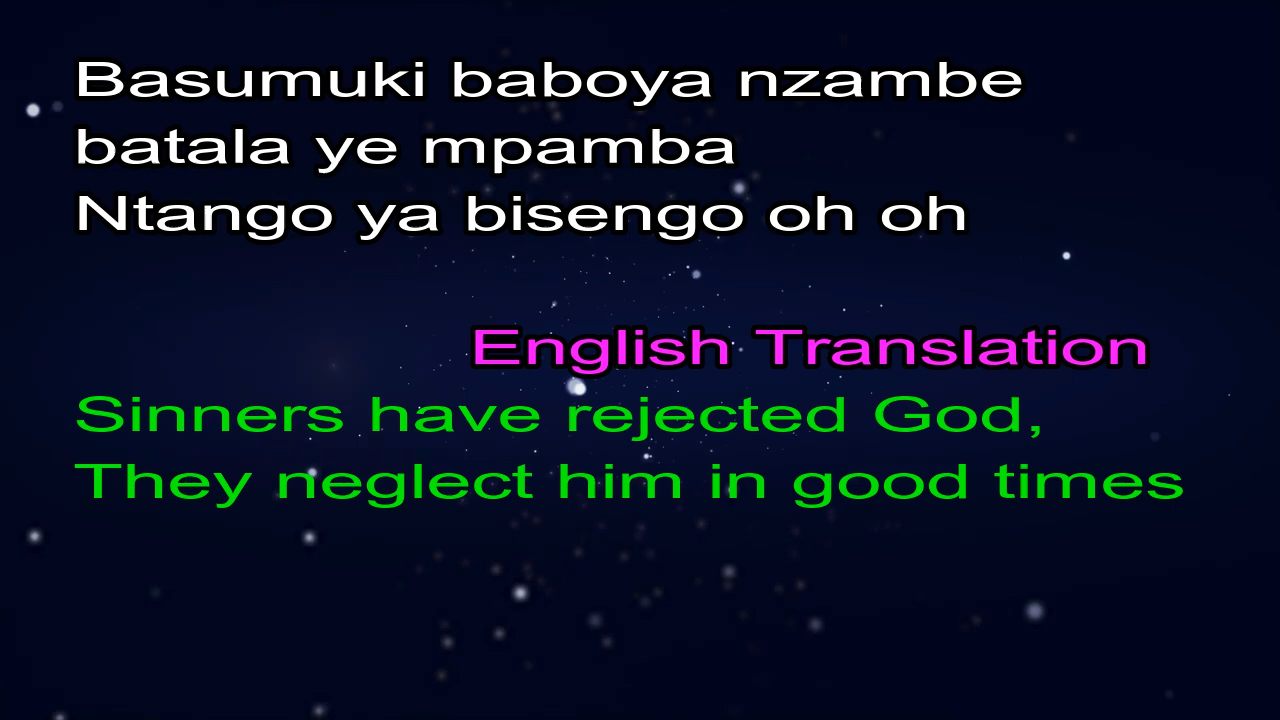 Basumuki baboya nzambe
batala ye mpamba
Ntango ya bisengo oh oh
English Translation
Sinners have rejected God,
They neglect him in good times